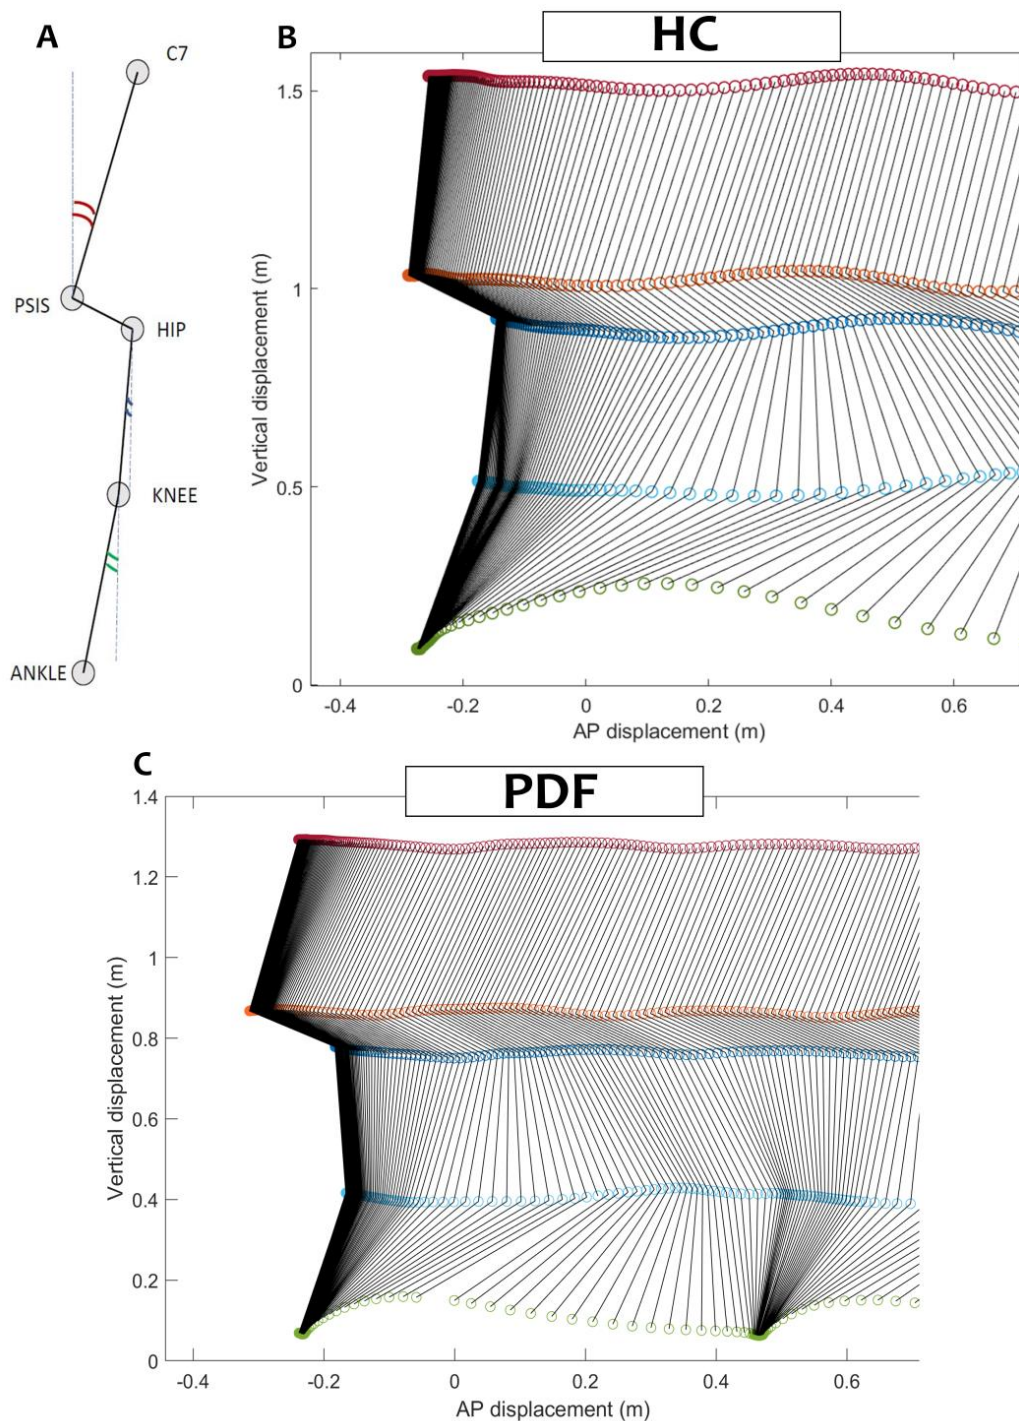 A
C7
PSIS
HIP
KNEE
ANKLE
B
HC
1.5
1
0.5
0
Vertical displacement (m)
-0.4 -0.2 0 0.2 0.4 0.6
AP displacement (m)
C
PDF
1.4
1.2
1
0.8
0.6
0.4
0.2
0
Vertical displacement (m)
-0.4 -0.2 0 0.2 0.4 0.6
AP displacement (m)